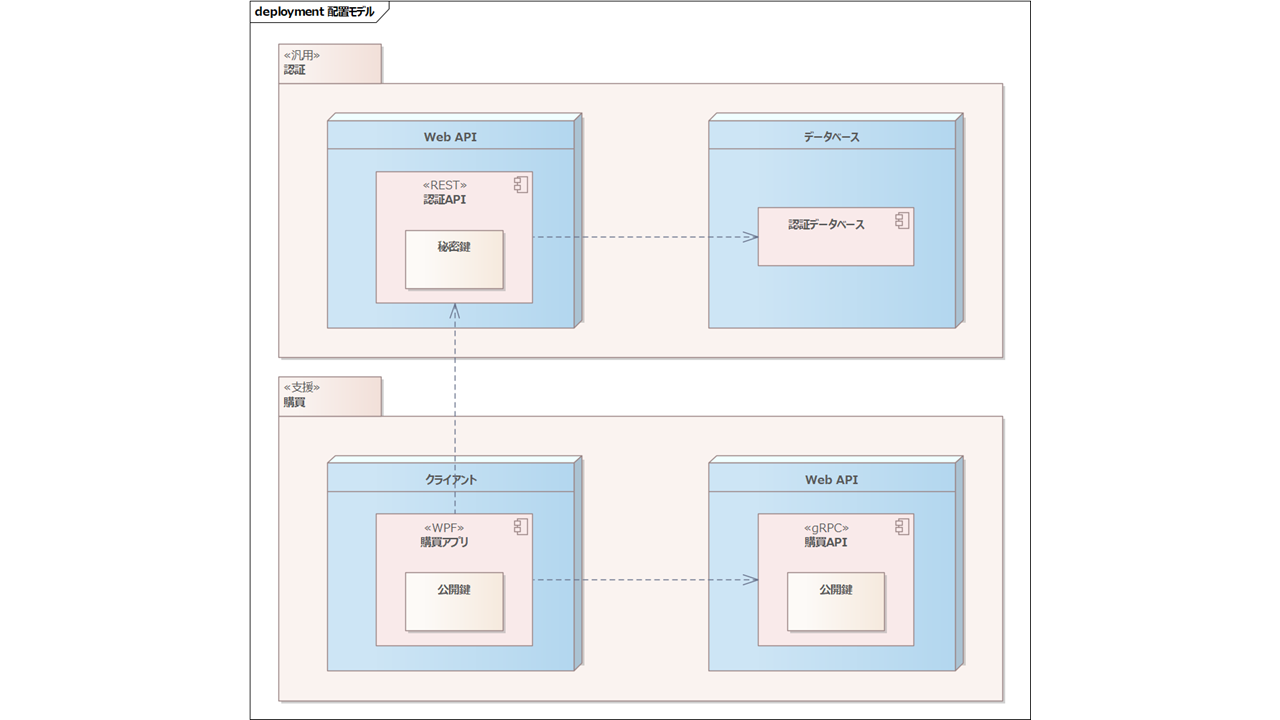 deployment 配置モデル
«汎用»
認証
Web API
«REST»
認証API
秘密鍵
データベース
認証データベース
«支援»
購買
クライアント
«WPF»
購買アプリ
公開鍵
Web API
«gRPC»
購買API
公開鍵